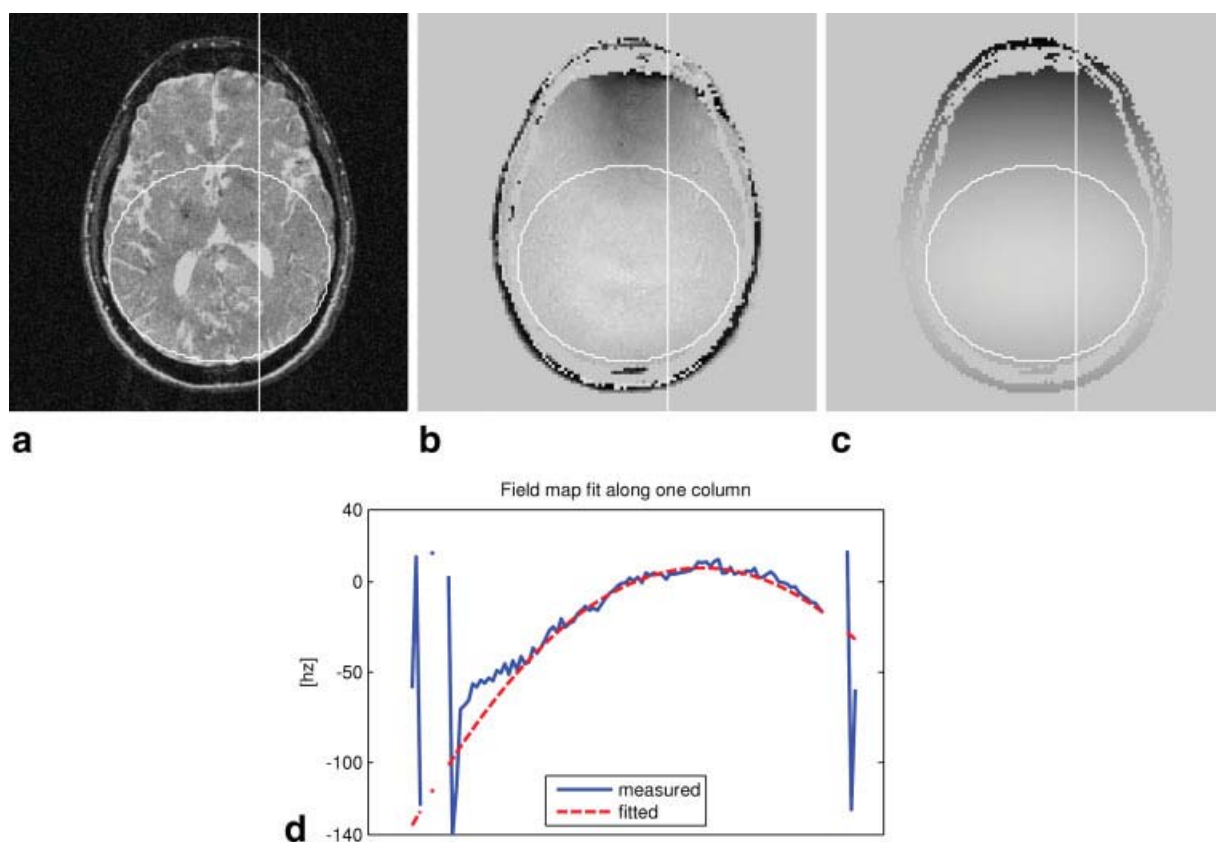 a
b
c
Field map fit along one column
40
0
-50
-100
-140
[hz]
measured
fitted
d